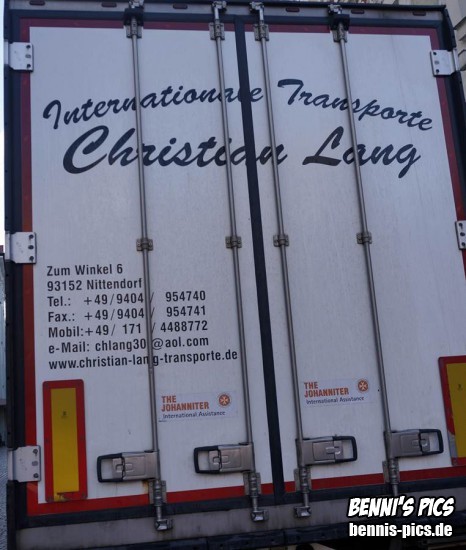 Internationale Transporte
Christian Lang
Zum Winkel 6
93152 Nittendorf
Tel.: +49/9404 / 954740
Fax.: +49/9404 / 954741
Mobil:+49/ 171 / 4488772
e-Mail: chlang30 @aol.com
www.christian-lang-transporte.de
THE
JOHANNITER
International Assistance
THE
JOHANNITER
International Assistance
BENNI'S PICS
bennis-pics.de